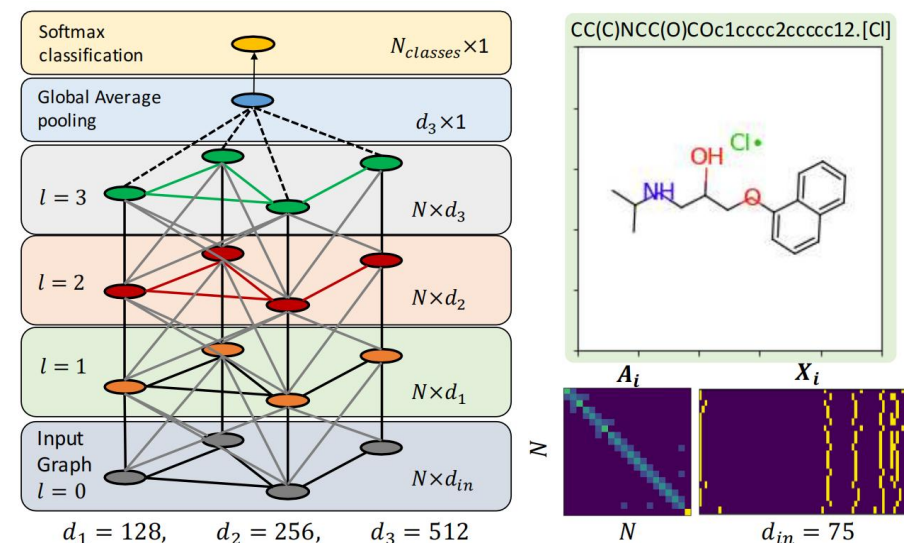 Softmax
classification
N_classes×1
Global Average
pooling
d_3×1
l = 3
N×d_3
l = 2
N×d_2
l = 1
N×d_1
Input
Graph
l = 0
N×d_in
d_1 = 128, d_2 = 256, d_3 = 512
CC(C)NCC(O)COc1cccc2ccccc12.[Cl]
Cl•
OH
NH
O
A_i X_i
N
N
d_in = 75